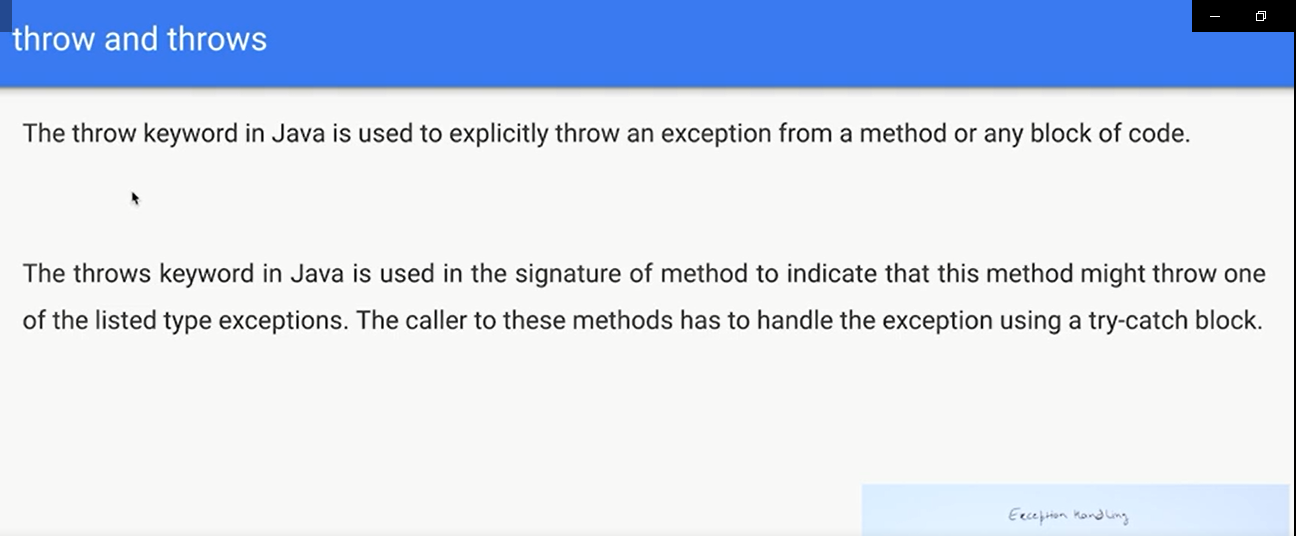 throw and throws
The throw keyword in Java is used to explicitly throw an exception from a method or any block of code.
The throws keyword in Java is used in the signature of method to indicate that this method might throw one
of the listed type exceptions. The caller to these methods has to handle the exception using a try-catch block.
Exception Handling